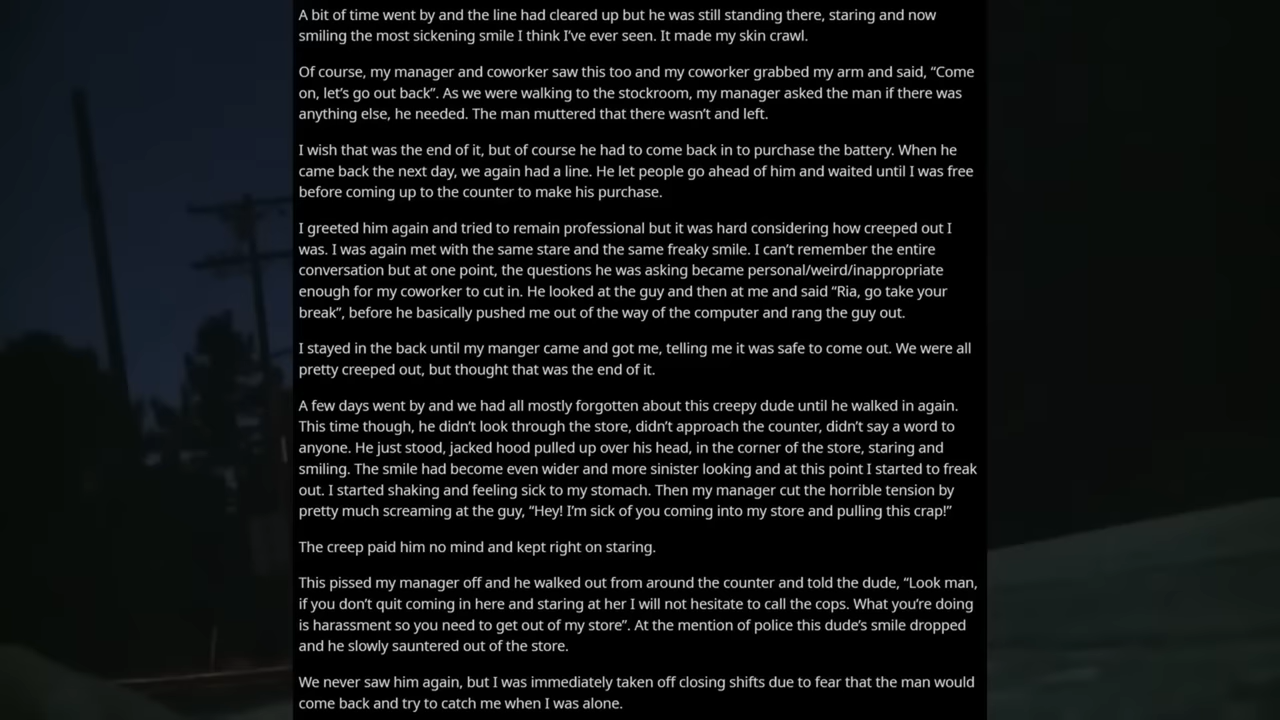 A bit of time went by and the line had cleared up but he was still standing there, staring and now
smiling the most sickening smile I think I’ve ever seen. It made my skin crawl.
Of course, my manager and coworker saw this too and my coworker grabbed my arm and said, “Come
on, let’s go out back”. As we were walking to the stockroom, my manager asked the man if there was
anything else, he needed. The man muttered that there wasn’t and left.
I wish that was the end of it, but of course he had to come back in to purchase the battery. When he
came back the next day, we again had a line. He let people go ahead of him and waited until I was free
before coming up to the counter to make his purchase.
I greeted him again and tried to remain professional but it was hard considering how creeped out I
was. I was again met with the same stare and the same freaky smile. I can’t remember the entire
conversation but at one point, the questions he was asking became personal/weird/inappropriate
enough for my coworker to cut in. He looked at the guy and then at me and said “Ria, go take your
break”, before he basically pushed me out of the way of the computer and rang the guy out.
I stayed in the back until my manger came and got me, telling me it was safe to come out. We were all
pretty creeped out, but thought that was the end of it.
A few days went by and we had all mostly forgotten about this creepy dude until he walked in again.
This time though, he didn’t look through the store, didn’t approach the counter, didn’t say a word to
anyone. He just stood, jacked hood pulled up over his head, in the corner of the store, staring and
smiling. The smile had become even wider and more sinister looking and at this point I started to freak
out. I started shaking and feeling sick to my stomach. Then my manager cut the horrible tension by
pretty much screaming at the guy, “Hey! I’m sick of you coming into my store and pulling this crap!”
The creep paid him no mind and kept right on staring.
This pissed my manager off and he walked out from around the counter and told the dude, “Look man,
if you don’t quit coming in here and staring at her I will not hesitate to call the cops. What you’re doing
is harassment so you need to get out of my store”. At the mention of police this dude’s smile dropped
and he slowly sauntered out of the store.
We never saw him again, but I was immediately taken off closing shifts due to fear that the man would
come back and try to catch me when I was alone.